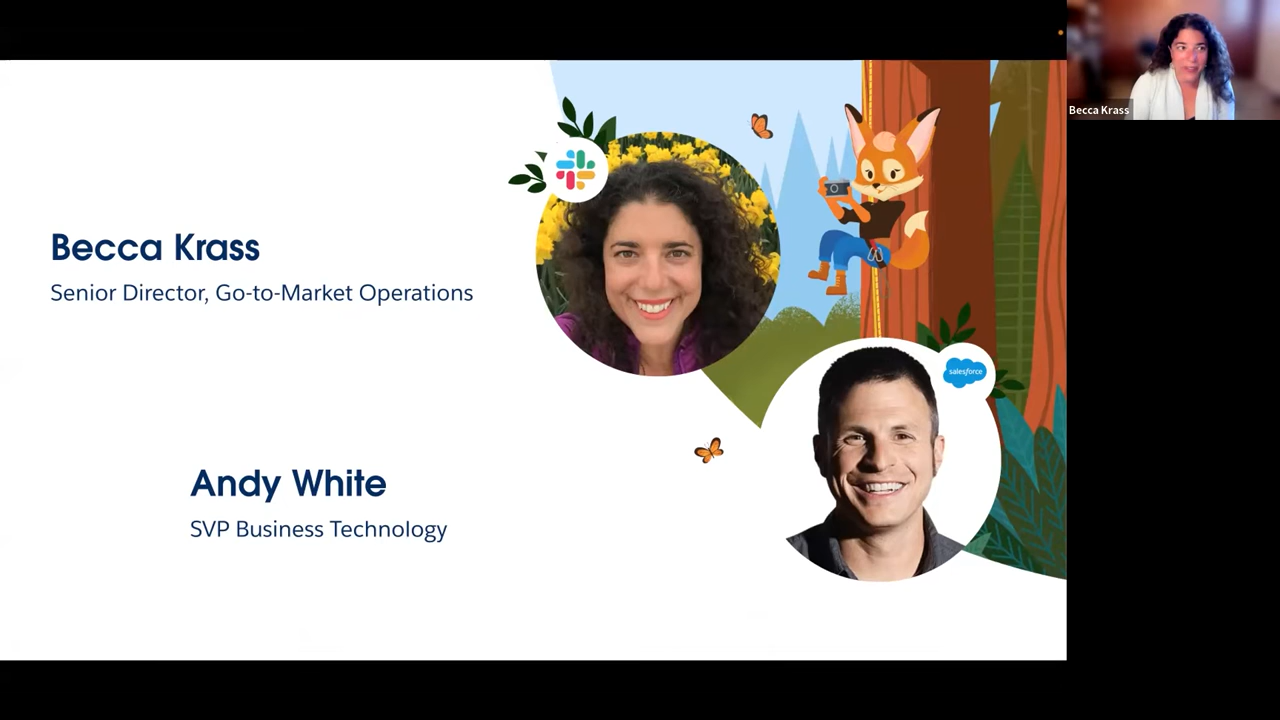 Becca Krass
Becca Krass
Senior Director, Go-to-Market Operations
salesforce
Andy White
SVP Business Technology